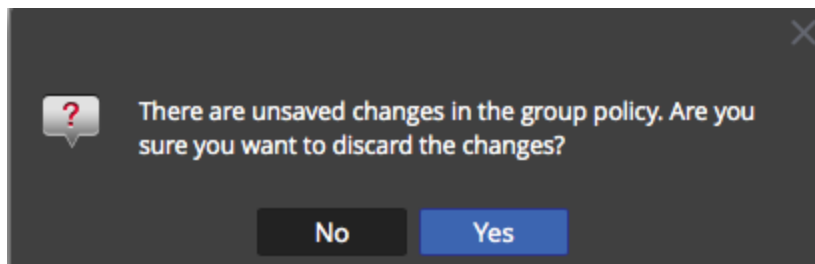 ?
There are unsaved changes in the group policy. Are you
sure you want to discard the changes?
No
Yes